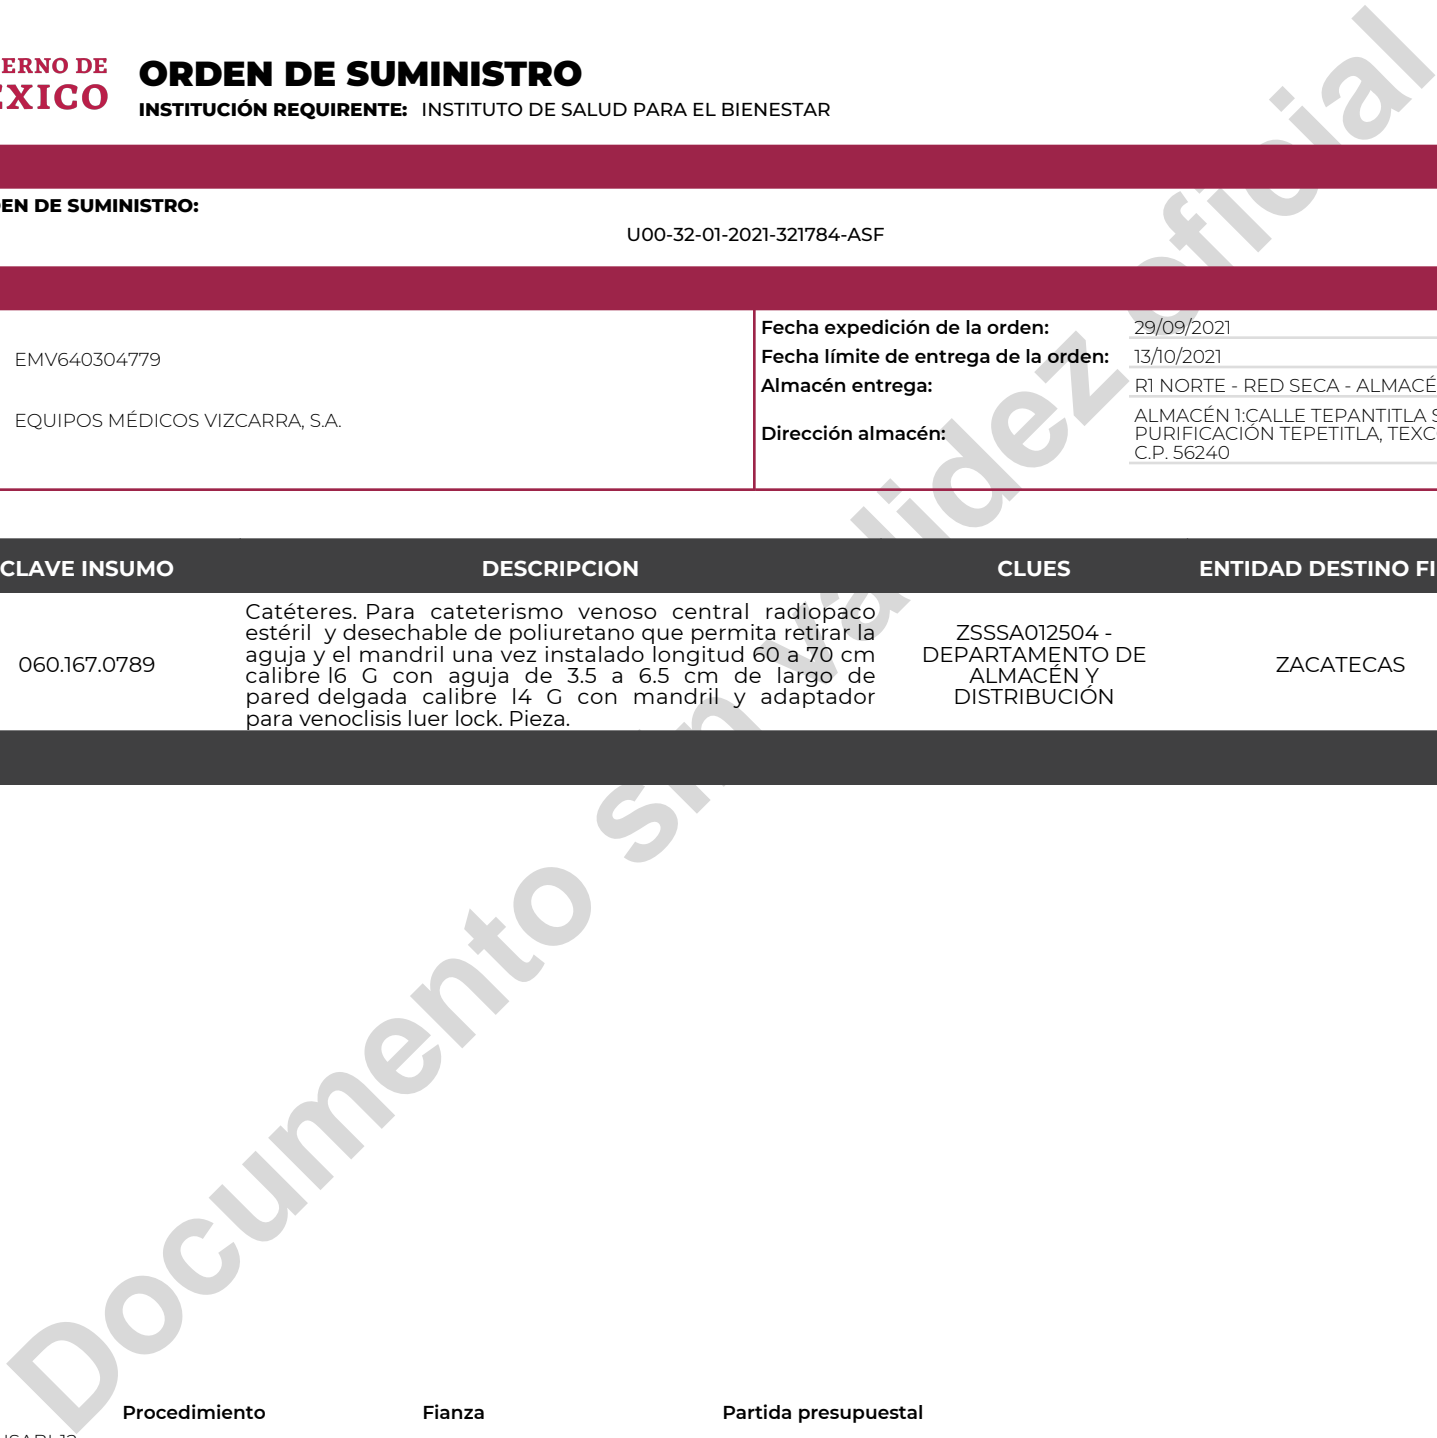 ERNO DE
EXICO
ORDEN DE SUMINISTRO
INSTITUCIÓN REQUIRENTE: INSTITUTO DE SALUD PARA EL BIENESTAR
EN DE SUMINISTRO:
U00-32-01-2021-321784-ASF
EMV640304779
EQUIPOS MÉDICOS VIZCARRA, S.A.
Fecha expedición de la orden: 29/09/2021
Fecha límite de entrega de la orden: 13/10/2021
Almacén entrega: R1 NORTE - RED SECA - ALMACÉ
Dirección almacén: ALMACÉN 1:CALLE TEPANTITLA S
PURIFICACIÓN TEPETITLA, TEXC
C.P. 56240
CLAVE INSUMO DESCRIPCION CLUES ENTIDAD DESTINO FI
060.167.0789
Catéteres. Para cateterismo venoso central radiopaco
estéril y desechable de poliuretano que permita retirar la
aguja y el mandril una vez instalado longitud 60 a 70 cm
calibre l6 G con aguja de 3.5 a 6.5 cm de largo de
pared delgada calibre l4 G con mandril y adaptador
para venoclisis luer lock. Pieza.
ZSSSA012504 -
DEPARTAMENTO DE
ALMACÉN Y
DISTRIBUCIÓN
ZACATECAS
Documento sin validez oficial
Procedimiento Fianza Partida presupuestal